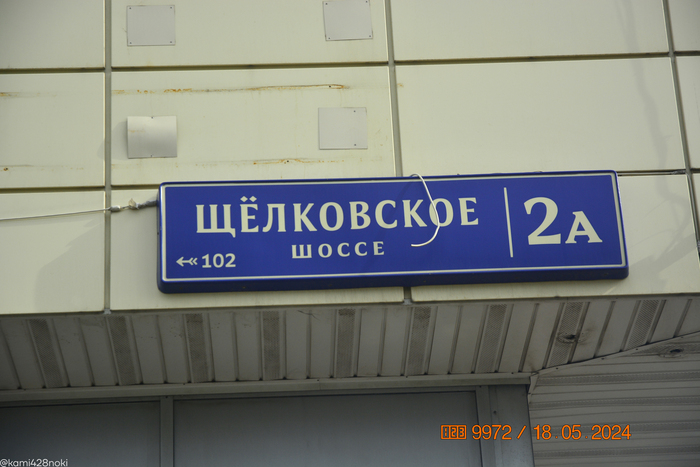 ЩЁЛКОВСКОЕ
ШОССЕ
102
2А
9972 / 18.05.2024
@kami428noki